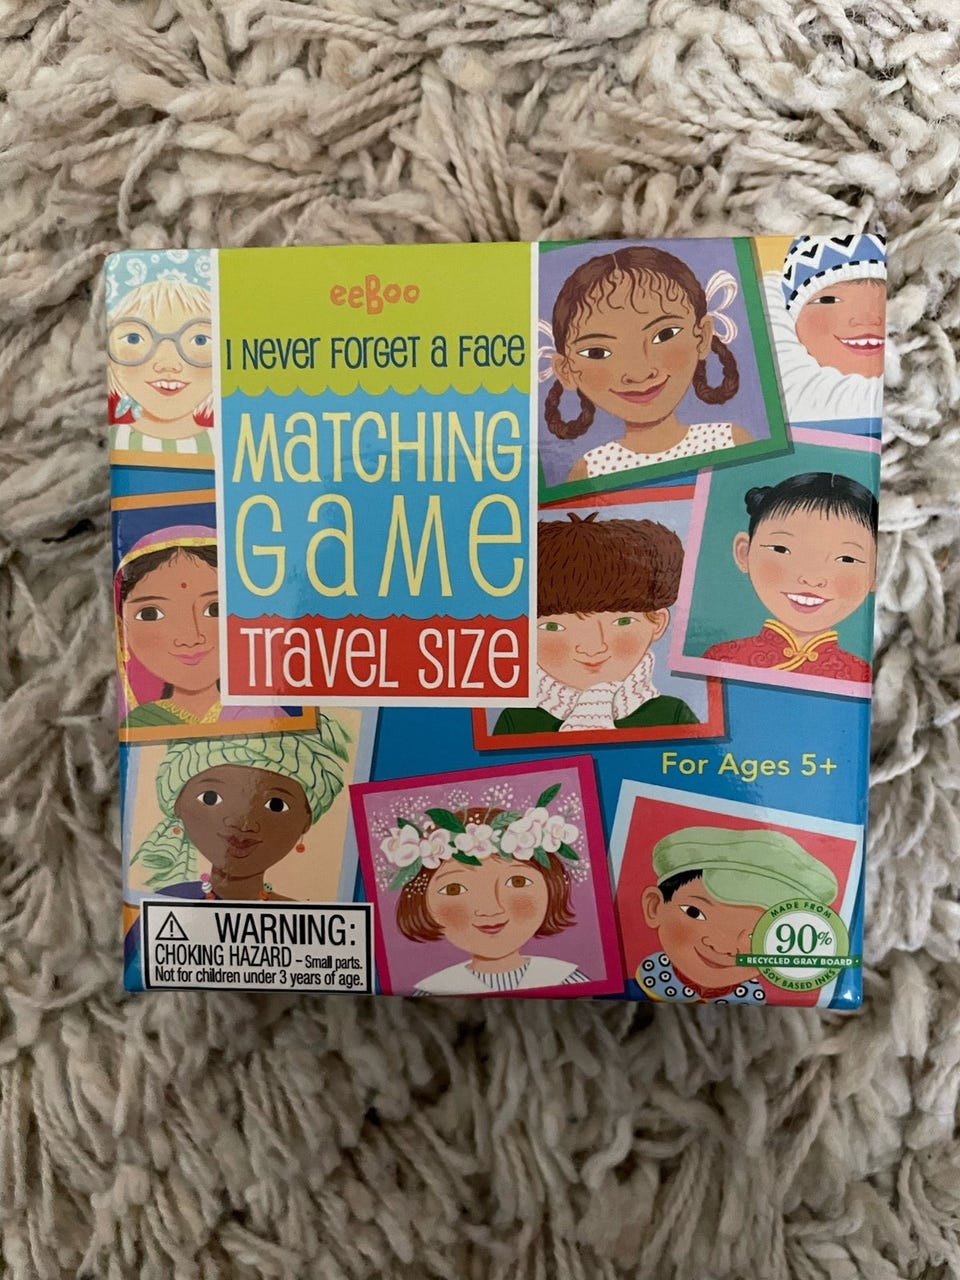 eeBoo
I Never Forget a Face
Matching
Game
Travel Size
For Ages 5+
WARNING:
CHOKING HAZARD – Small parts.
Not for children under 3 years of age.
MADE FROM
90%
• RECYCLED GRAY BOARD •
SOY BASED INKS